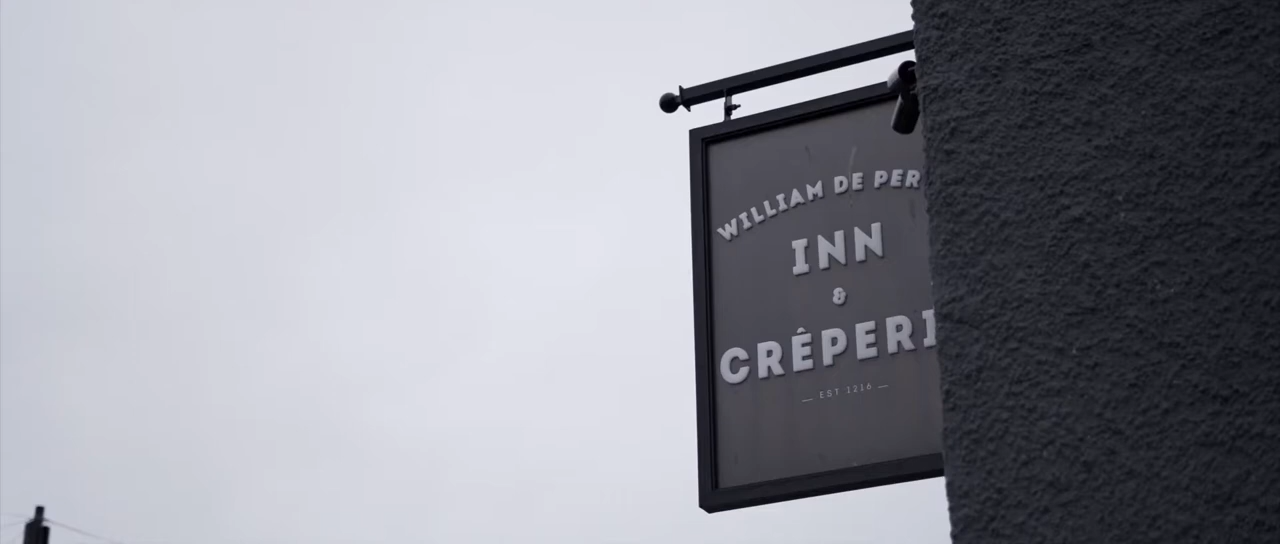 WILLIAM DE PER
INN
&
CRÊPERI
— EST 1216 —